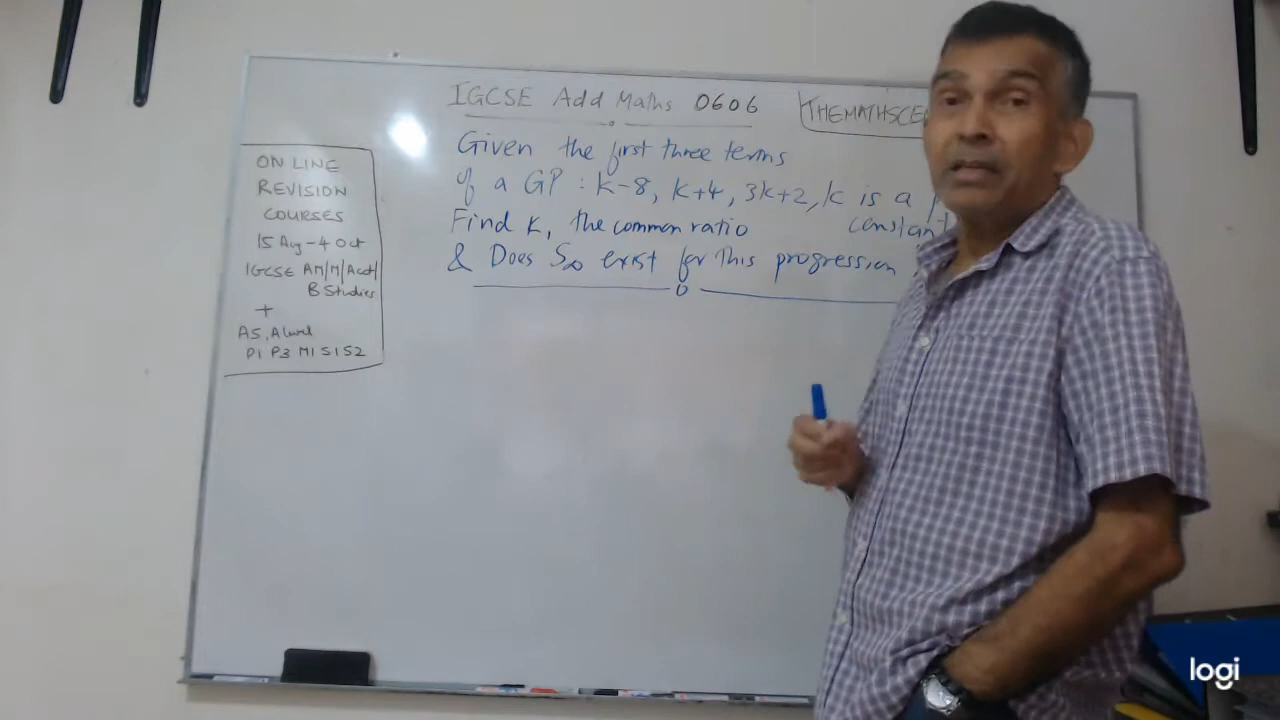 IGCSE Add Maths 0606
THEMATHSCE
Given the first three terms
of a GP : k-8, k+4, 3k+2, k is a
constant
Find k, the common ratio
& Does S∞ exist for this progression
ON LINE
REVISION
COURSES
15 Aug - 4 Oct
IGCSE AM/M/Acct/
B Studies
+
AS, A Level
P1 P3 M1 S1 S2
logi